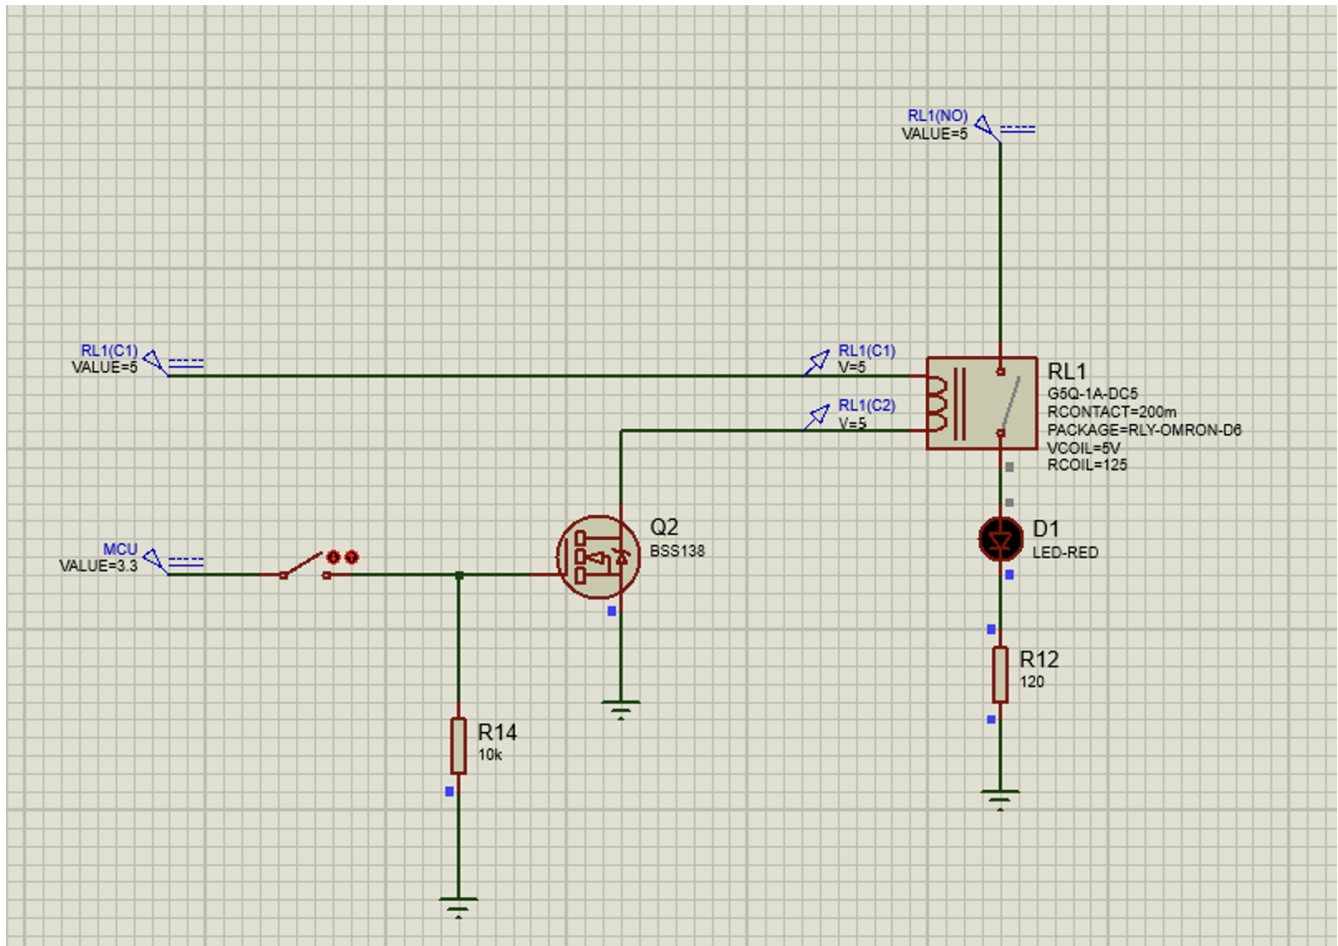 RL1(NO)
VALUE=5
RL1(C1)
VALUE=5
RL1(C1)
V=5
RL1(C2)
V=5
RL1
G5Q-1A-DC5
RCONTACT=200m
PACKAGE=RLY-OMRON-D6
VCOIL=5V
RCOIL=125
MCU
VALUE=3.3
Q2
BSS138
D1
LED-RED
R12
120
R14
10k